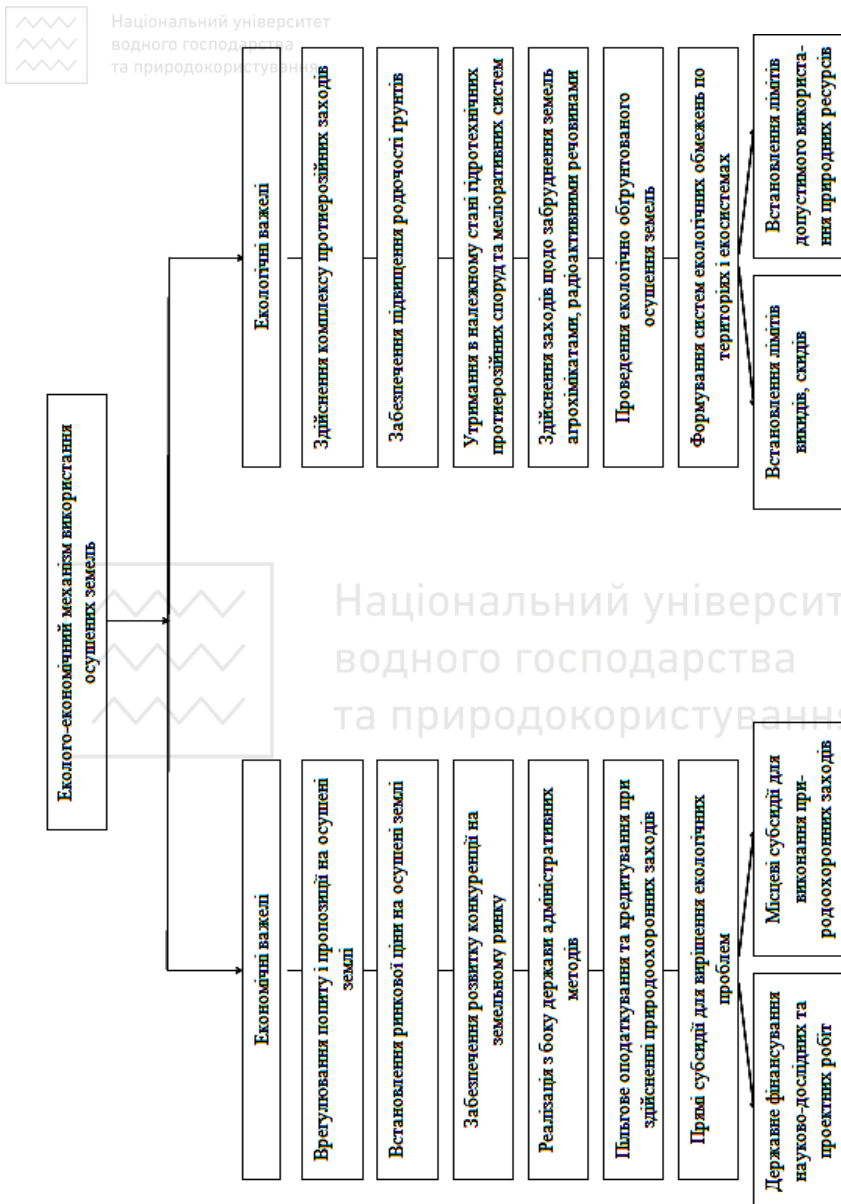 Національний університет
водного господарства
та природокористування
Еколого-економічний механізм використання
осушених земель
Економічні важелі
Врегулювання попиту і пропозиції на осушені
землі
Встановлення ринкової ціни на осушені землі
Забезпечення розвитку конкуренції на
земельному ринку
Реалізація з боку держави адміністративних
методів
Пільгове оподаткування та кредитування при
здійсненні природоохоронних заходів
Прямі субсидії для вирішення екологічних
проблем
Державне фінансування
науково-дослідних та
проектних робіт
Місцеві субсидії для
виконання при-
родоохоронних заходів
Екологічні важелі
Здійснення комплексу протиерозійних заходів
Забезпечення підвищення родючості ґрунтів
Утримання в належному стані гідротехнічних
протиерозійних споруд та меліоративних систем
Здійснення заходів щодо забруднення земель
агрохімікатами, радіоактивними речовинами
Проведення екологічно обґрунтованого
осушення земель
Формування систем екологічних обмежень по
територіях і екосистемах
Встановлення лімітів
викидів, скидів
Встановлення лімітів
допустимого використа-
ння природних ресурсів
Національний університ
водного господарства
та природокористування